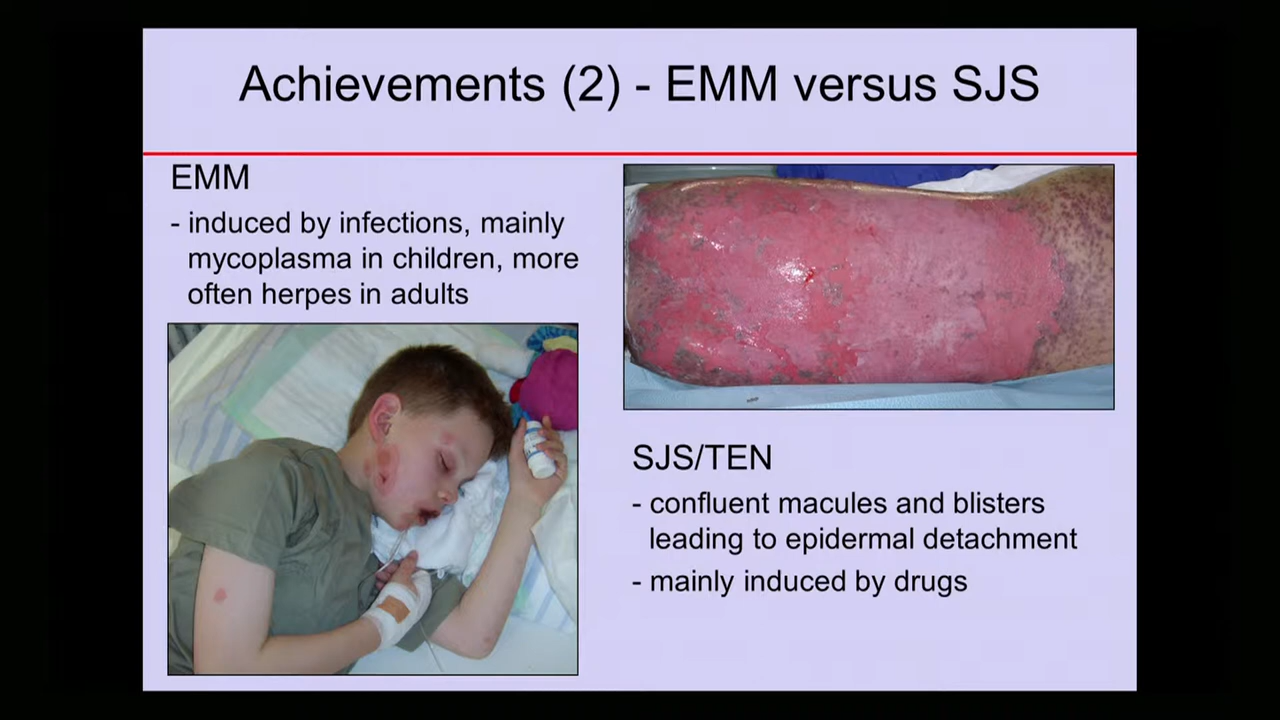 Achievements (2) - EMM versus SJS
EMM
- induced by infections, mainly
mycoplasma in children, more
often herpes in adults
SJS/TEN
- confluent macules and blisters
leading to epidermal detachment
- mainly induced by drugs